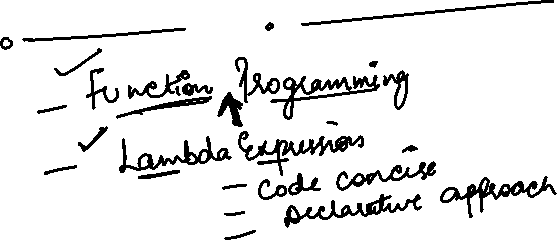 Function Programming
Lambda Expressions
Code concise
Declarative approach